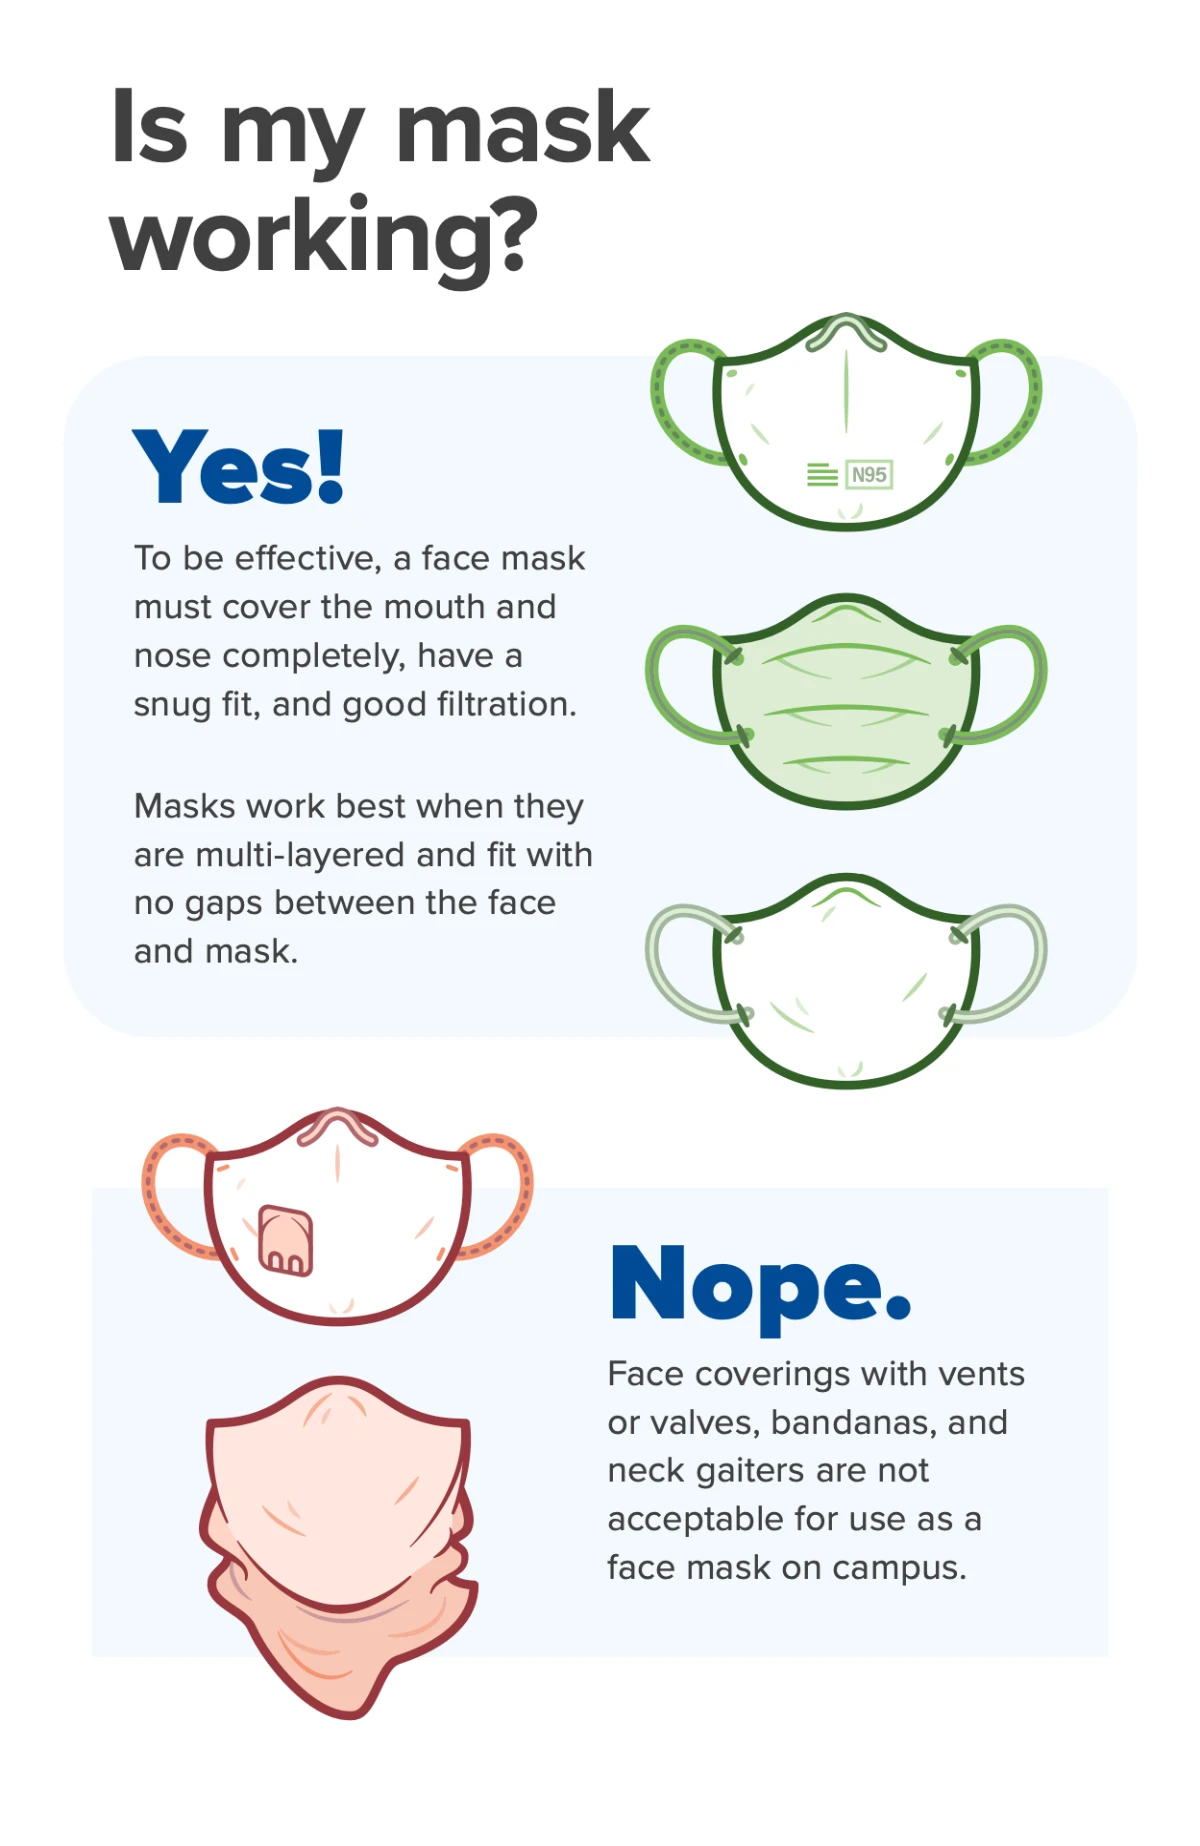 Is my mask
working?
N95
Yes!
To be effective, a face mask
must cover the mouth and
nose completely, have a
snug fit, and good filtration.
Masks work best when they
are multi-layered and fit with
no gaps between the face
and mask.
Nope.
Face coverings with vents
or valves, bandanas, and
neck gaiters are not
acceptable for use as a
face mask on campus.